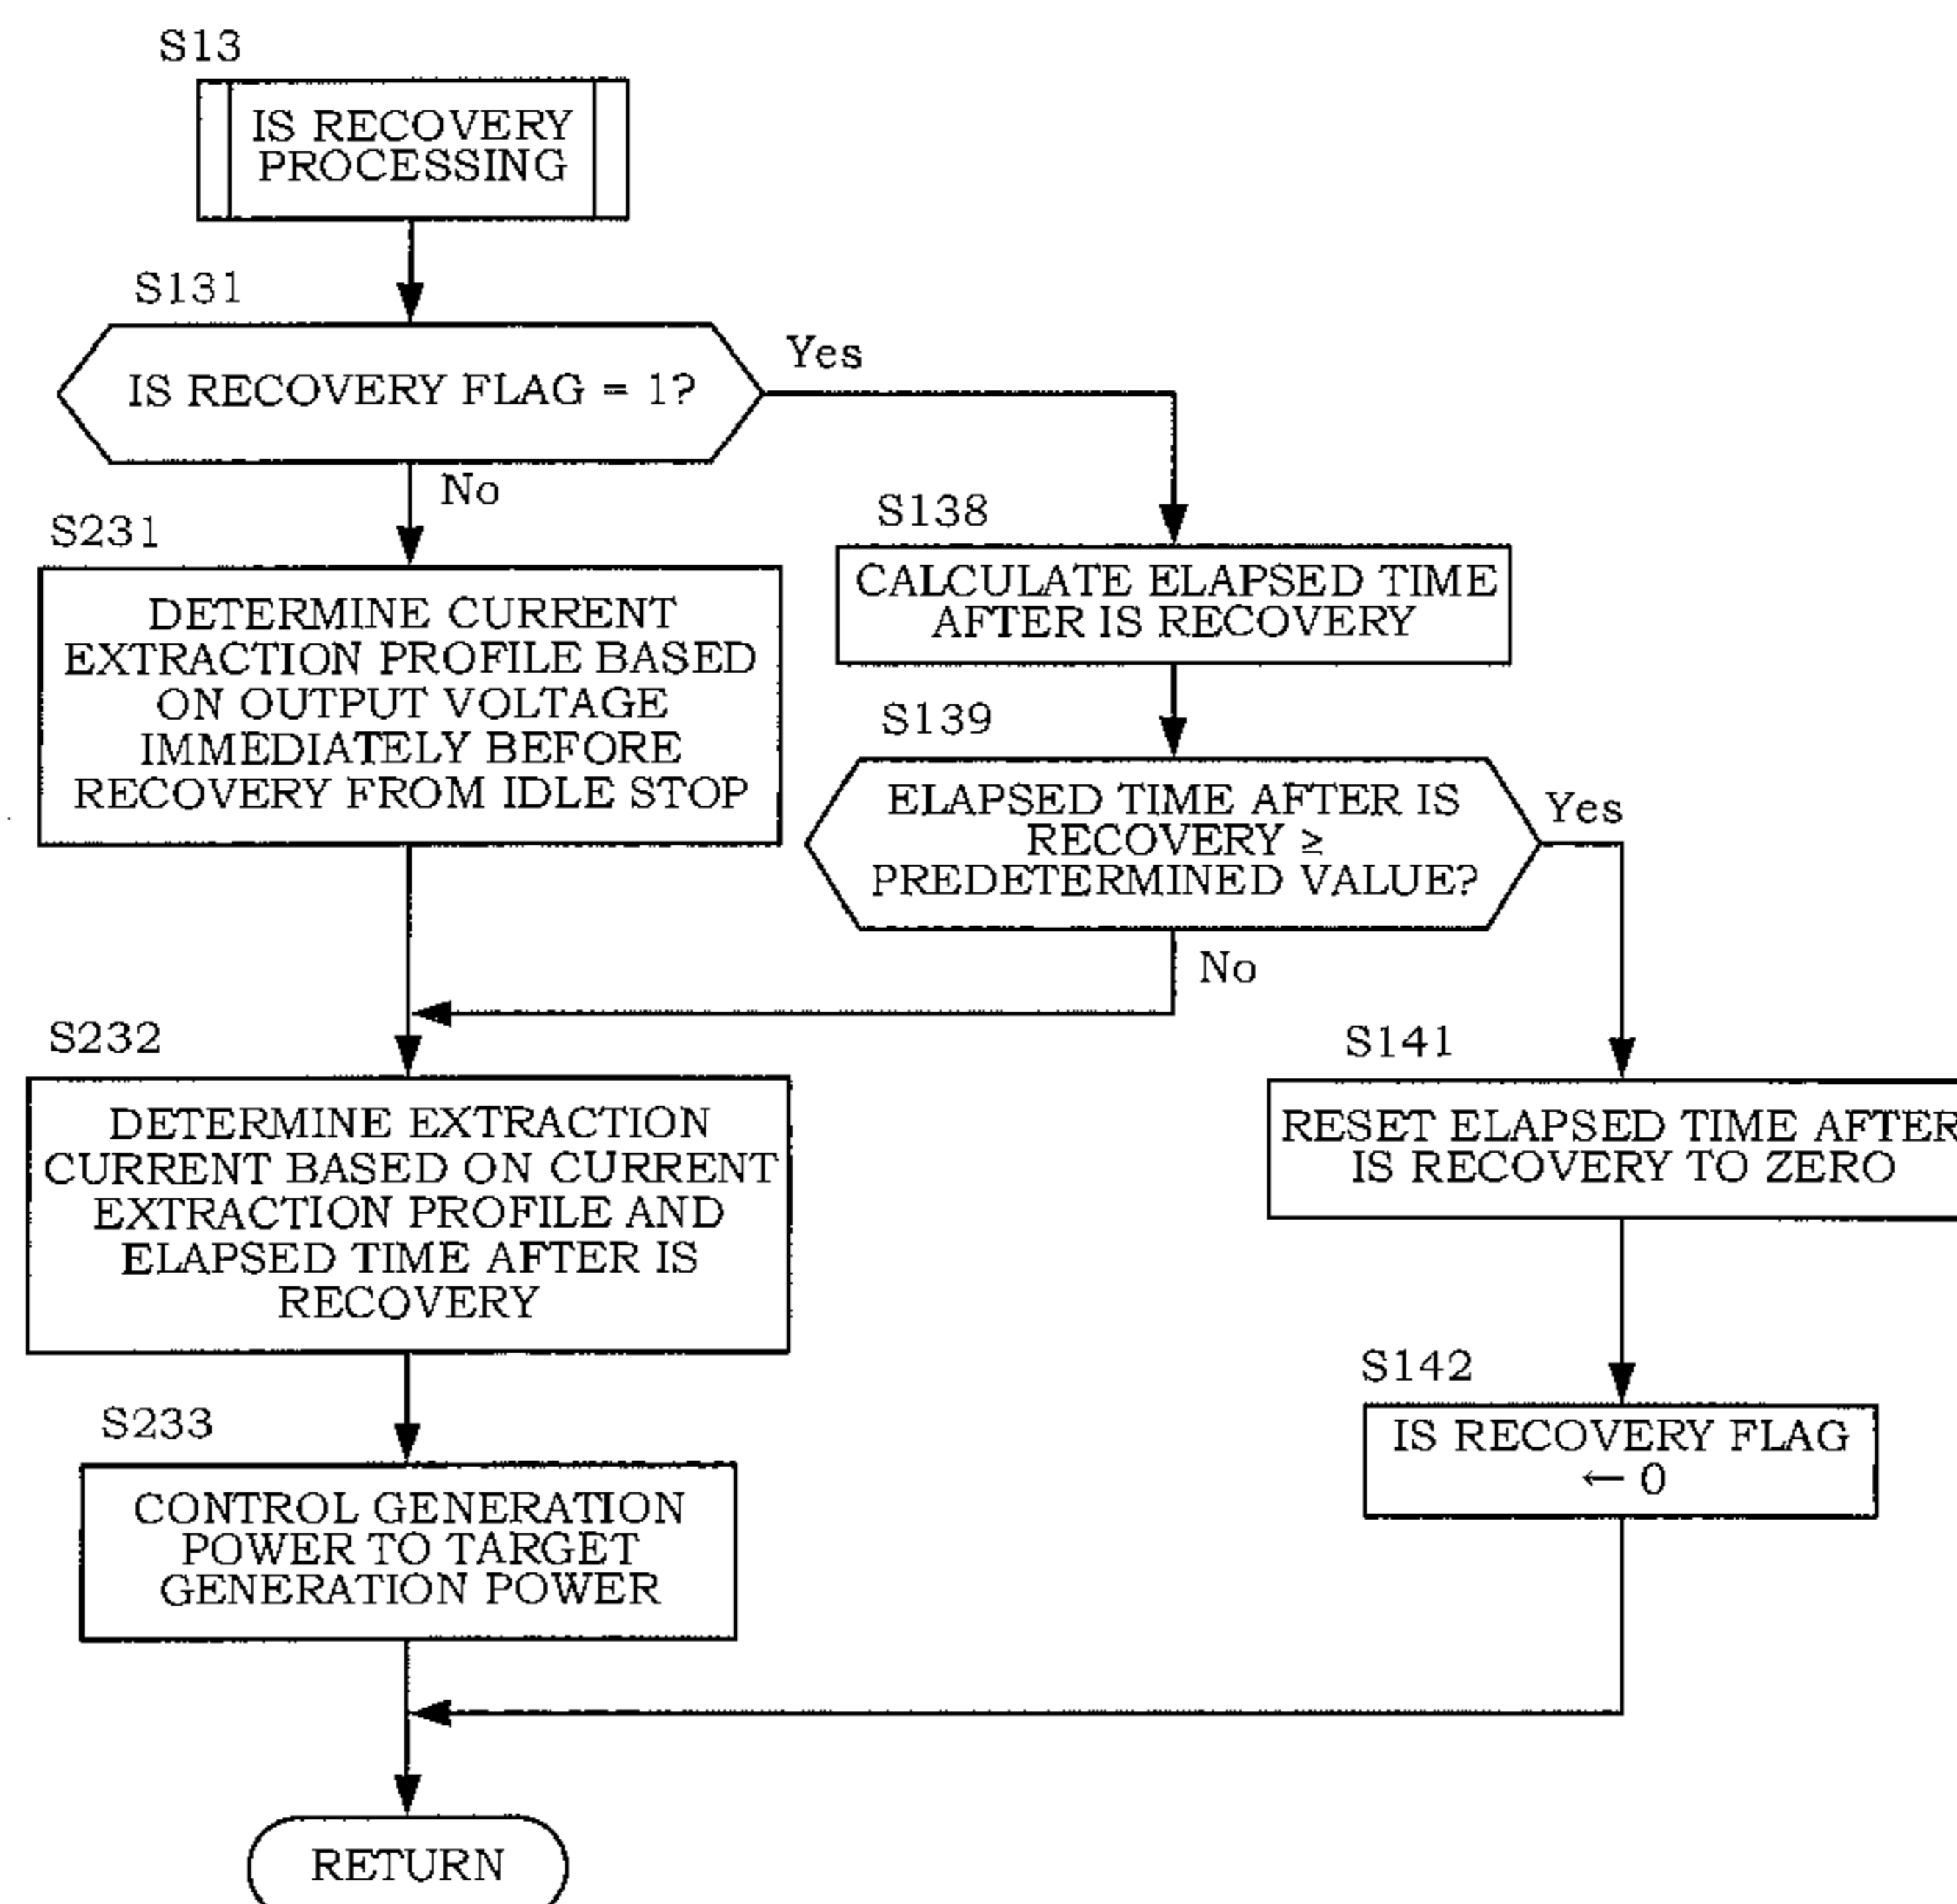 S13
IS RECOVERY
PROCESSING
S131
IS RECOVERY FLAG = 1?
Yes
No
S231
DETERMINE CURRENT
EXTRACTION PROFILE BASED
ON OUTPUT VOLTAGE
IMMEDIATELY BEFORE
RECOVERY FROM IDLE STOP
S138
CALCULATE ELAPSED TIME
AFTER IS RECOVERY
S139
ELAPSED TIME AFTER IS
RECOVERY ≥
PREDETERMINED VALUE?
Yes
No
S232
DETERMINE EXTRACTION
CURRENT BASED ON CURRENT
EXTRACTION PROFILE AND
ELAPSED TIME AFTER IS
RECOVERY
S141
RESET ELAPSED TIME AFTER
IS RECOVERY TO ZERO
S142
IS RECOVERY FLAG
← 0
S233
CONTROL GENERATION
POWER TO TARGET
GENERATION POWER
RETURN